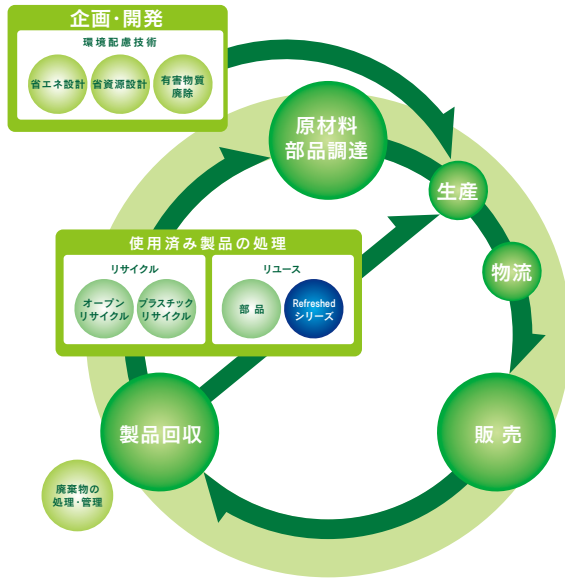 企画・開発
環境配慮技術
省エネ設計
省資源設計
有害物質
廃除
原材料
部品調達
生産
物流
使用済み製品の処理
リサイクル
オープン
リサイクル
プラスチック
リサイクル
リユース
部品
Refreshed
シリーズ
製品回収
販売
廃棄物の
処理・管理